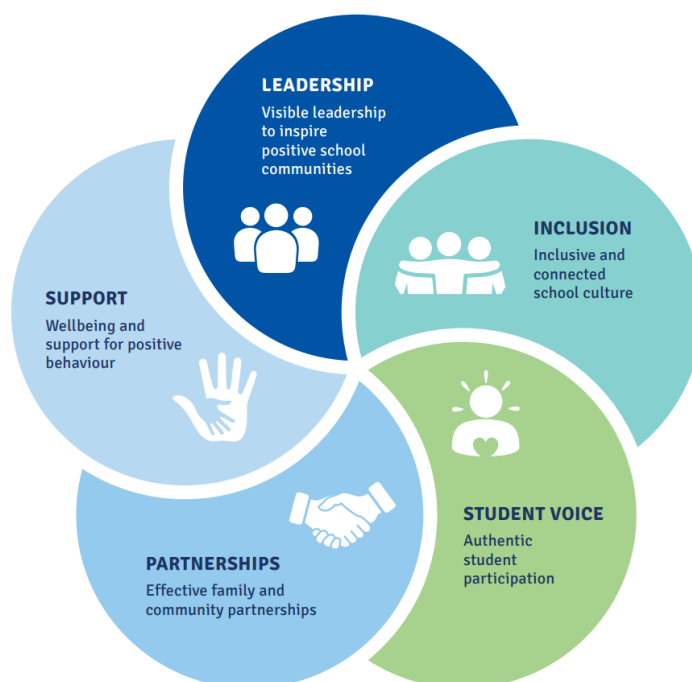 LEADERSHIP
Visible leadership
to inspire
positive school
communities
INCLUSION
Inclusive and
connected
school culture
STUDENT VOICE
Authentic
student
participation
PARTNERSHIPS
Effective family and
community partnerships
SUPPORT
Wellbeing and
support for positive
behaviour